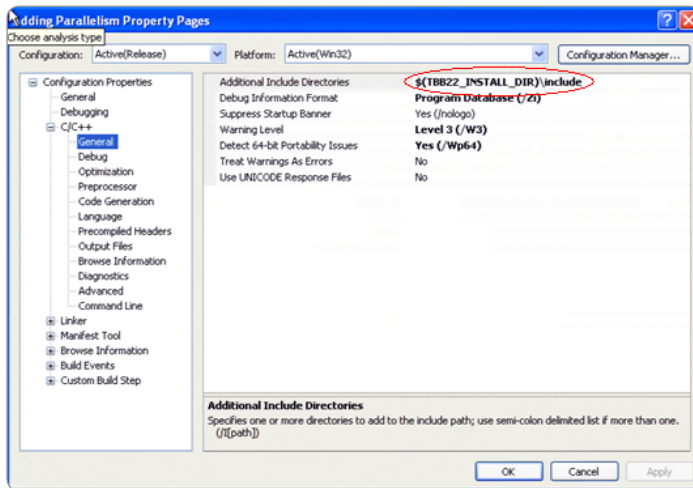 Adding Parallelism Property Pages
Choose analysis type
Configuration: Active(Release) Platform: Active(Win32) Configuration Manager...
Configuration Properties
General
Debugging
C/C++
General
Debug
Optimization
Preprocessor
Code Generation
Language
Precompiled Headers
Output Files
Browse Information
Diagnostics
Advanced
Command Line
Linker
Manifest Tool
Browse Information
Build Events
Custom Build Step
Additional Include Directories $(TBB22_INSTALL_DIR)\include
Debug Information Format Program Database (/Zi)
Suppress Startup Banner Yes (/nologo)
Warning Level Level 3 (/W3)
Detect 64-bit Portability Issues Yes (/Wp64)
Treat Warnings As Errors No
Use UNICODE Response Files No
Additional Include Directories
Specifies one or more directories to add to the include path; use semi-colon delimited list if more than one.
(/I[path])
OK Cancel Apply